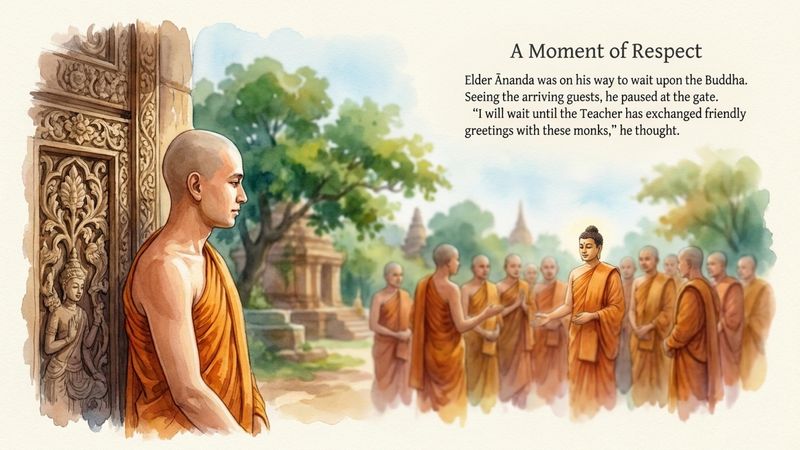 A Moment of Respect
Elder Ānanda was on his way to wait upon the Buddha.
Seeing the arriving guests, he paused at the gate.
“I will wait until the Teacher has exchanged friendly
greetings with these monks,” he thought.